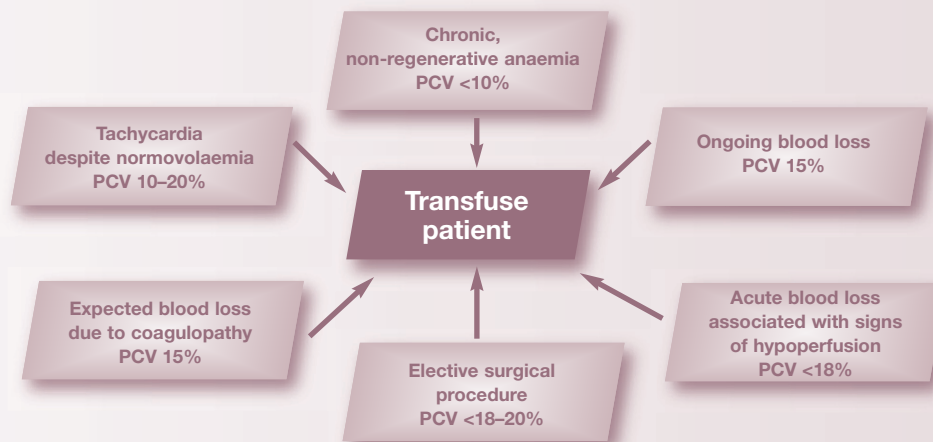 Chronic,
non-regenerative anaemia
PCV <10%
Tachycardia
despite normovolaemia
PCV 10–20%
Ongoing blood loss
PCV 15%
Transfuse
patient
Expected blood loss
due to coagulopathy
PCV 15%
Elective surgical
procedure
PCV <18–20%
Acute blood loss
associated with signs
of hypoperfusion
PCV <18%